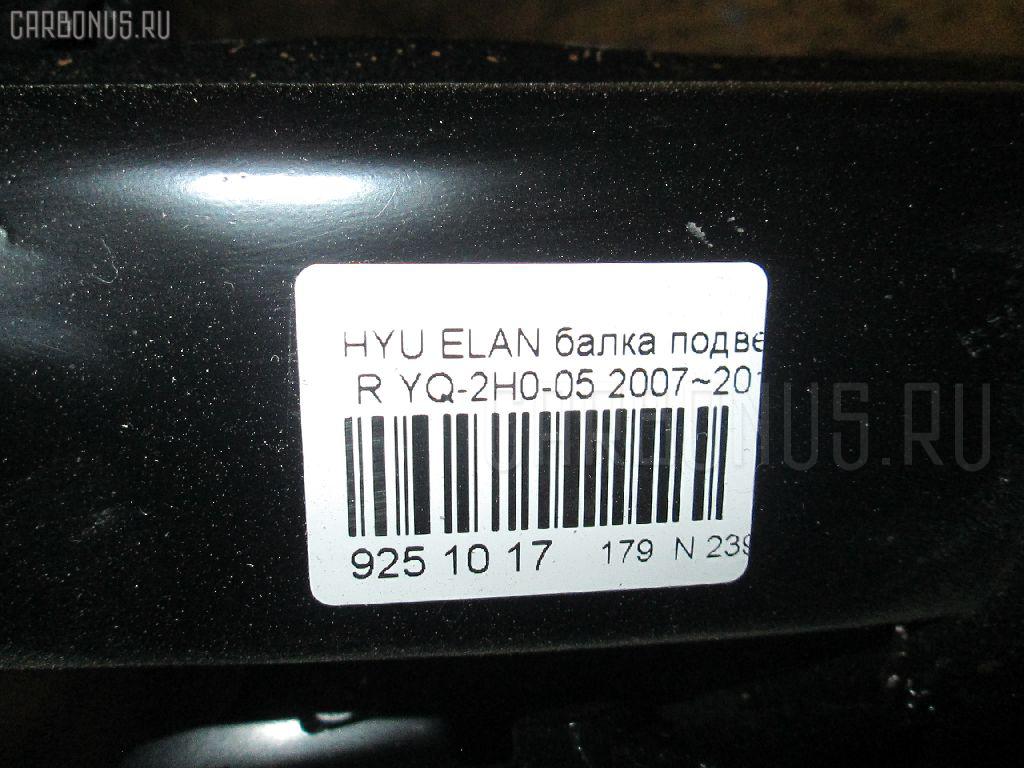 CARBONUS.RU
HYU ELAN балка подве
R YQ-2H0-05 2007~201
CARBONUS.RU
925 10 17 179 N 239